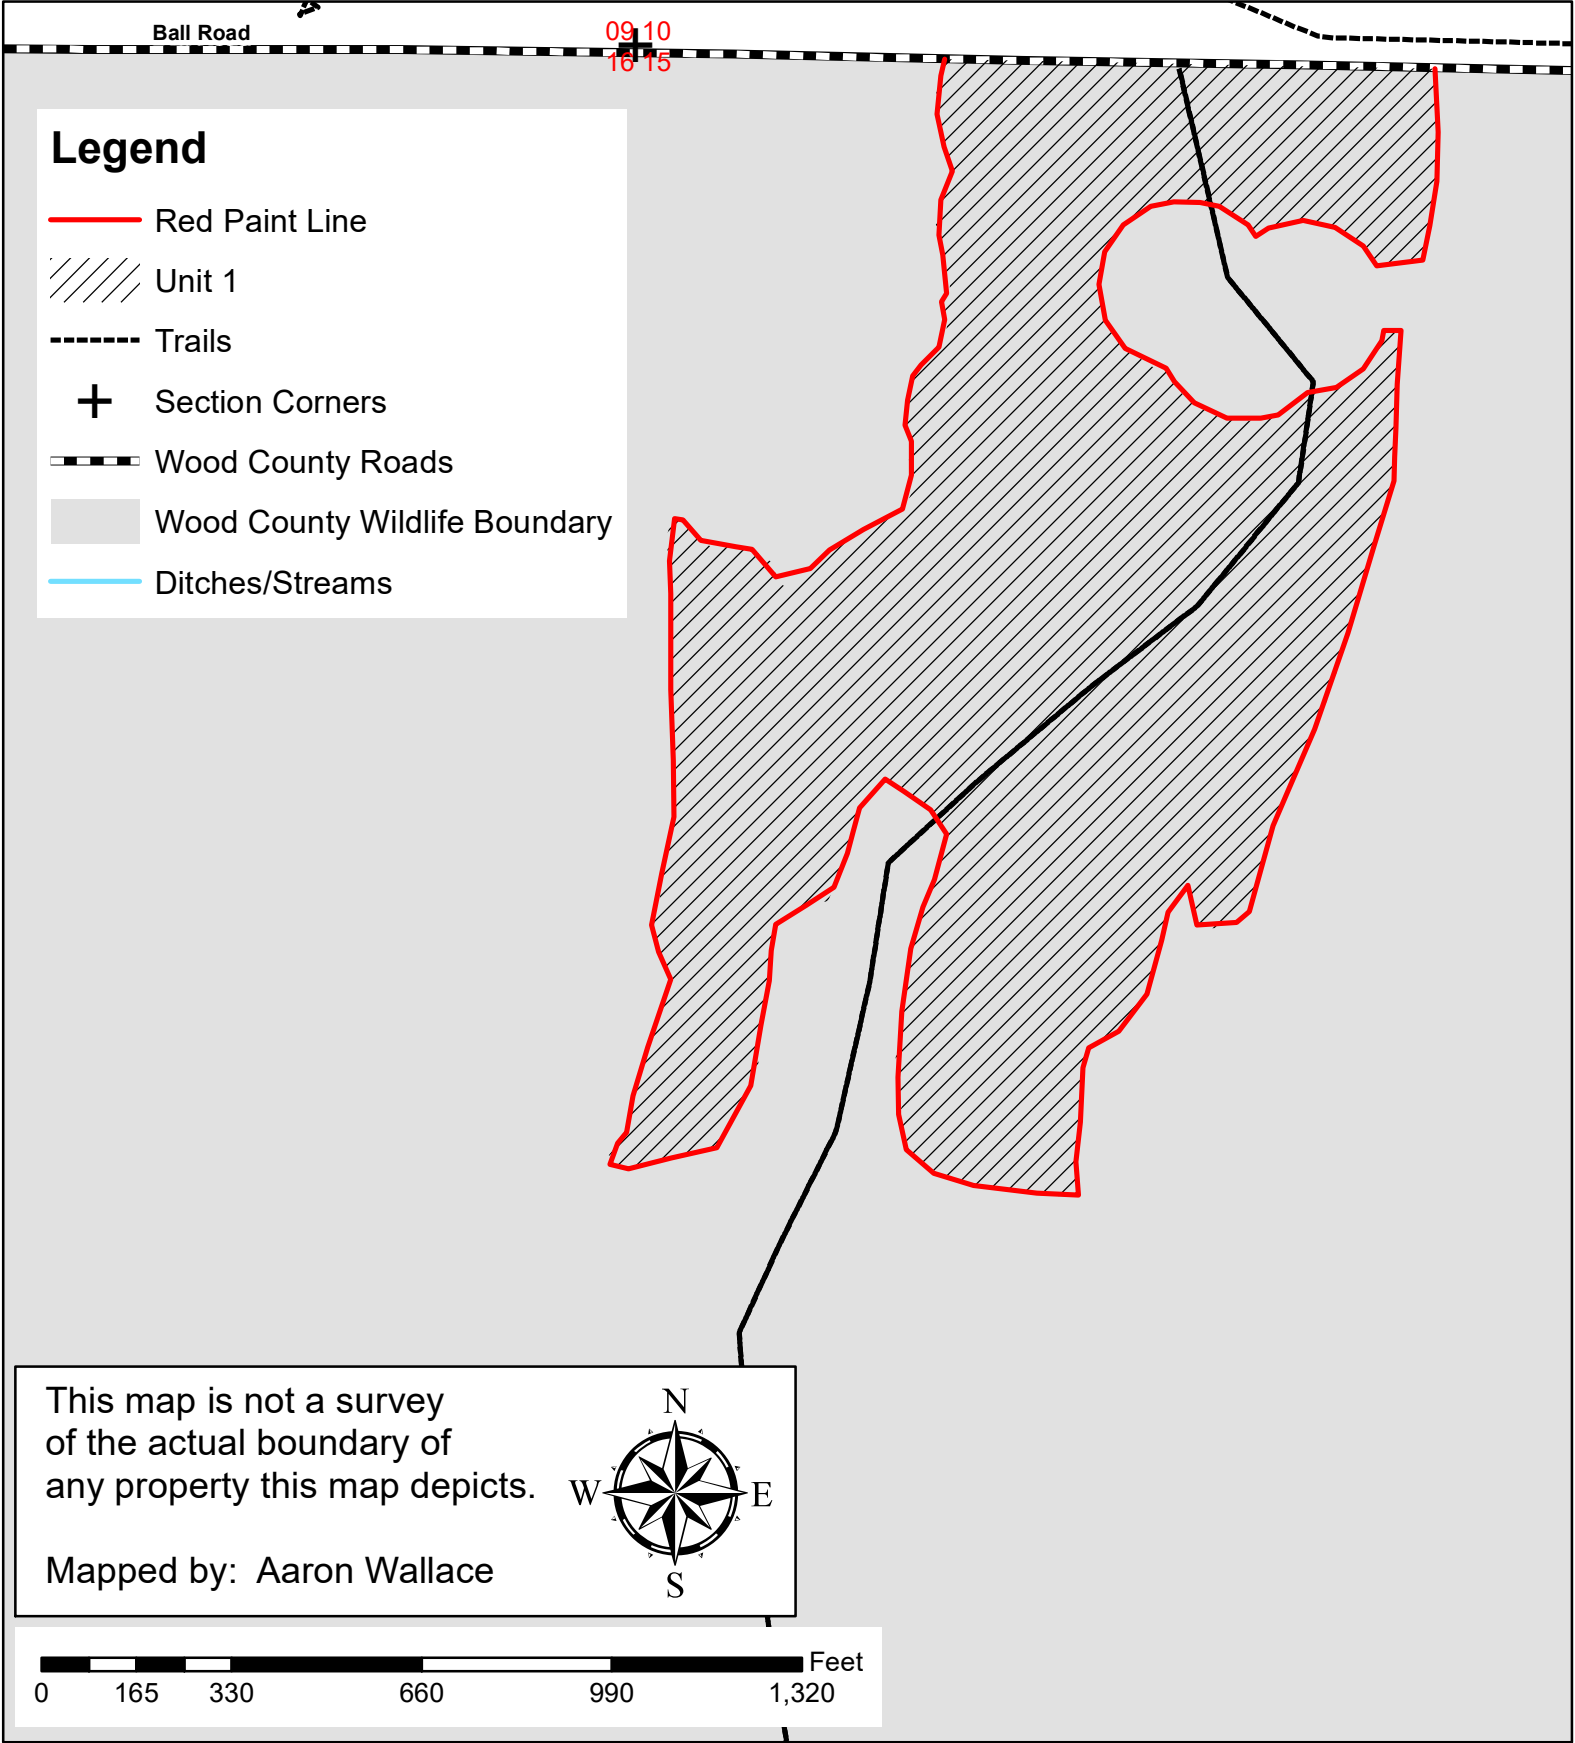 Ball Road
09 10
16 15
Legend
Red Paint Line
Unit 1
Trails
Section Corners
Wood County Roads
Wood County Wildlife Boundary
Ditches/Streams
This map is not a survey
of the actual boundary of
any property this map depicts.
Mapped by:  Aaron Wallace
N
W
E
S
Feet
0 165 330 660 990 1,320